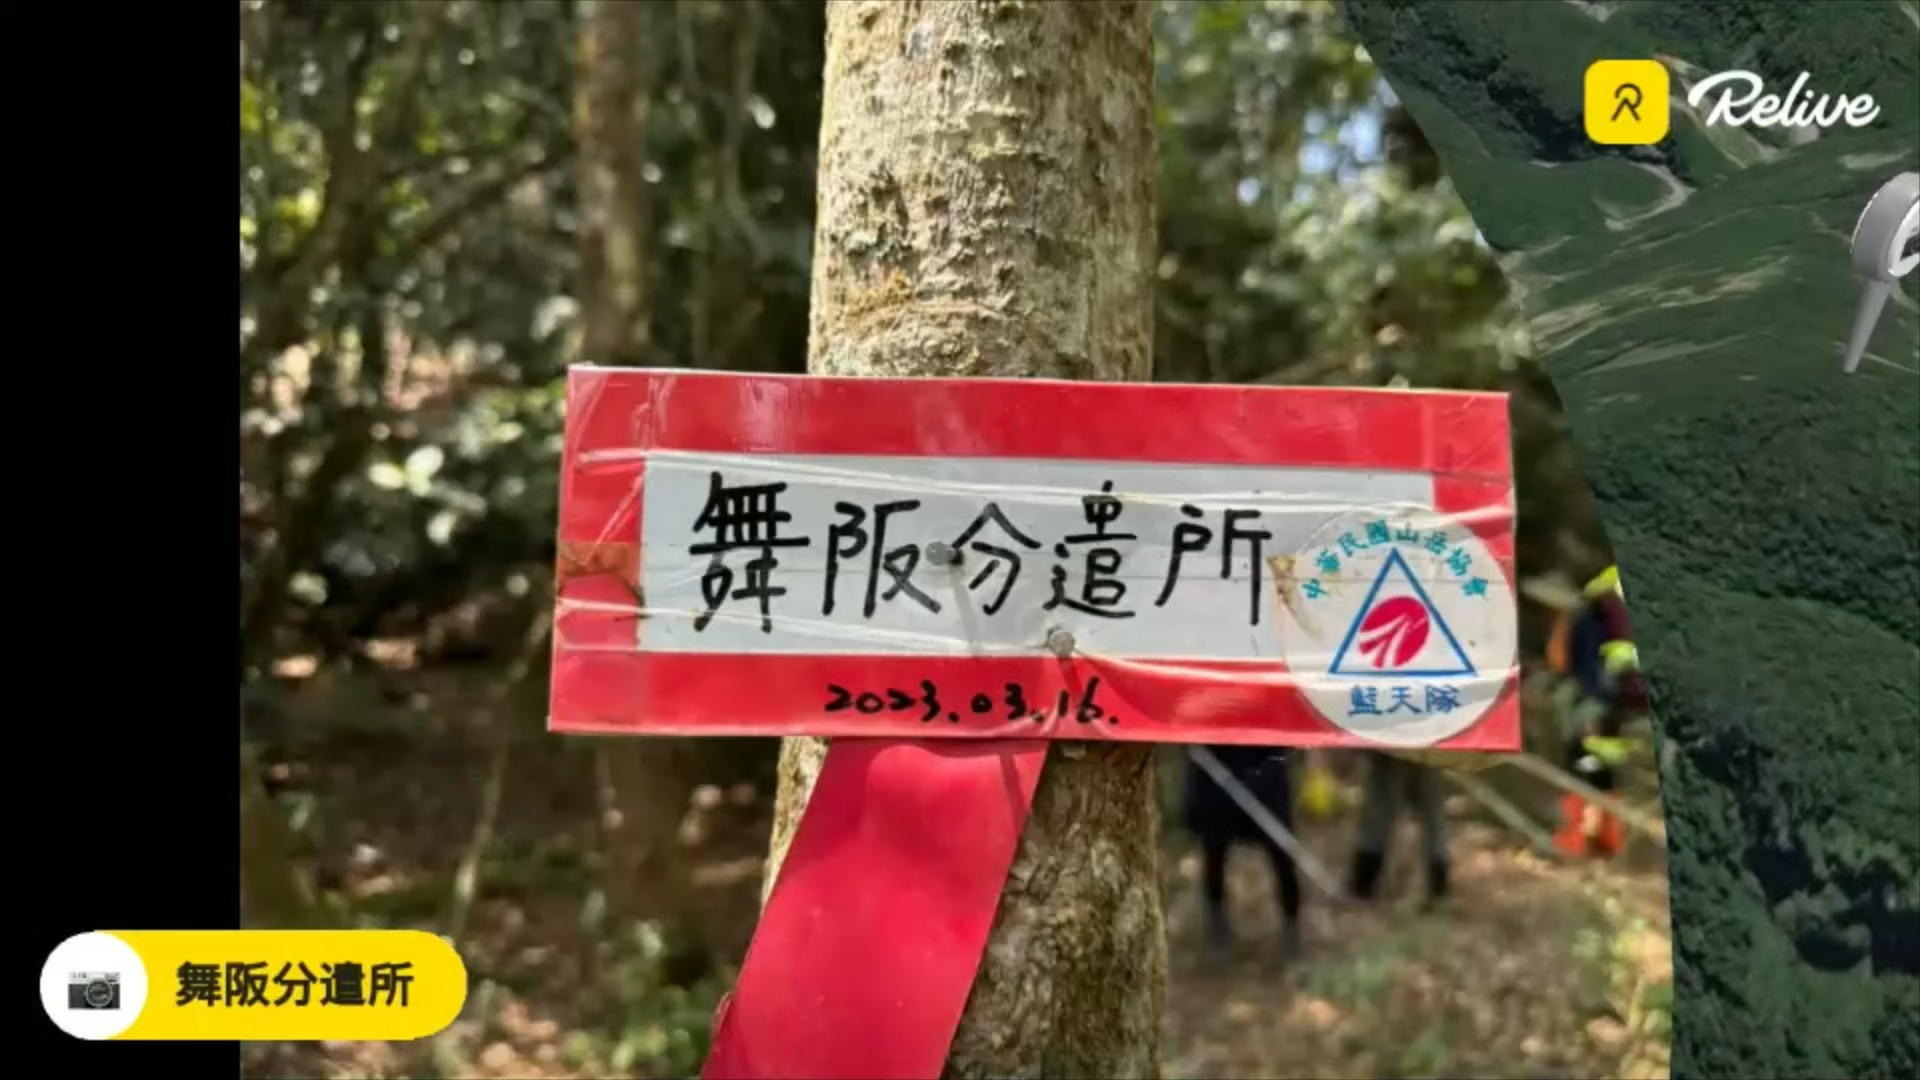 Relive
舞阪分遣所
中華民國山岳協會
2023.03.16.
藍天隊
舞阪分遣所